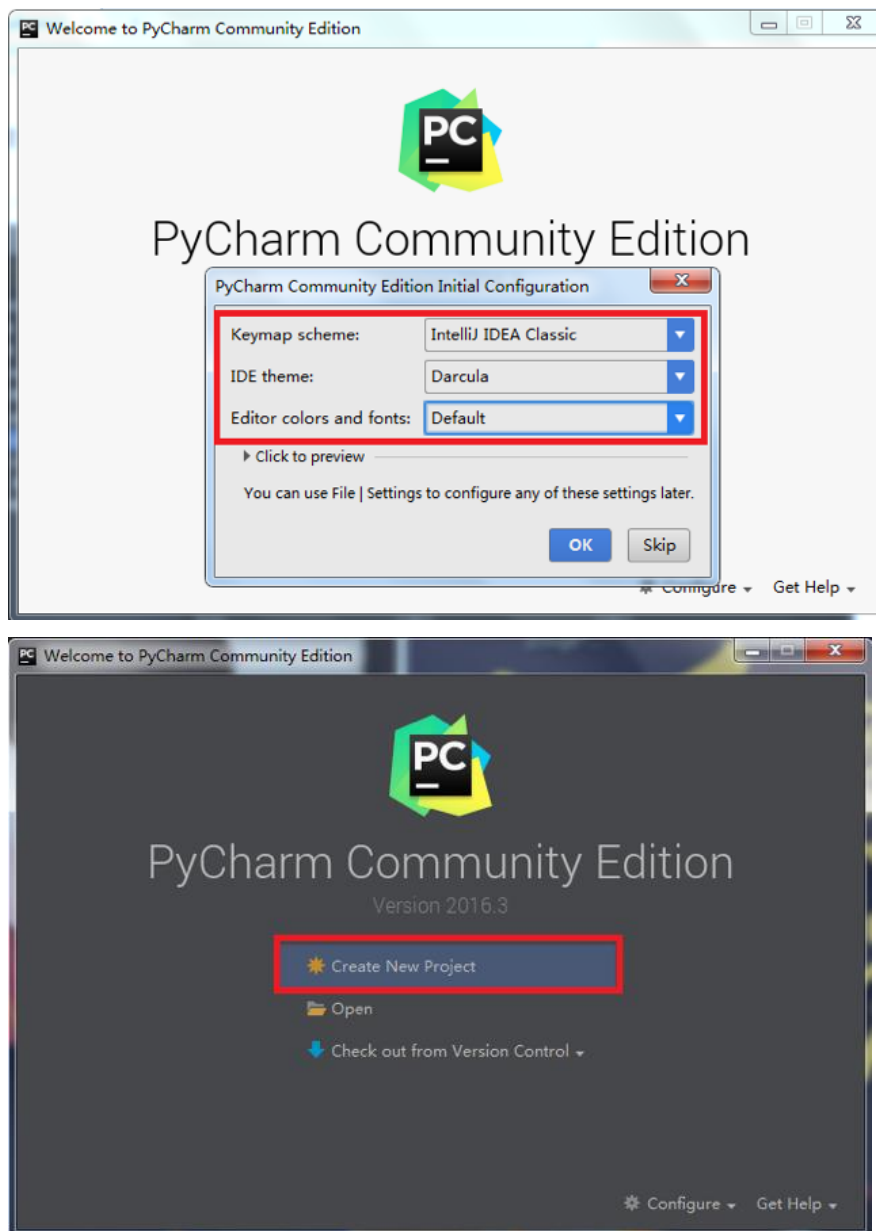 PC Welcome to PyCharm Community Edition
PC
PyCharm Community Edition
PyCharm Community Edition Initial Configuration
Keymap scheme: IntelliJ IDEA Classic
IDE theme: Darcula
Editor colors and fonts: Default
Click to preview
You can use File | Settings to configure any of these settings later.
OK Skip
Configure Get Help
PC Welcome to PyCharm Community Edition
PC
PyCharm Community Edition
Version 2016.3
Create New Project
Open
Check out from Version Control
Configure Get Help